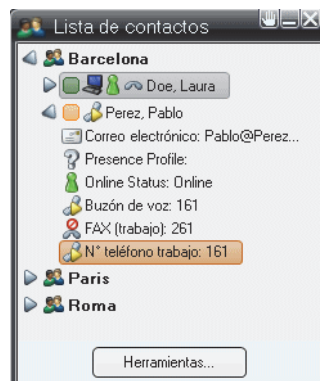 Lista de contactos
Barcelona
Doe, Laura
Perez, Pablo
Correo electrónico: Pablo@Perez...
Presence Profile:
Online Status: Online
Buzón de voz: 161
FAX (trabajo): 261
N° teléfono trabajo: 161
Paris
Roma
Herramientas...